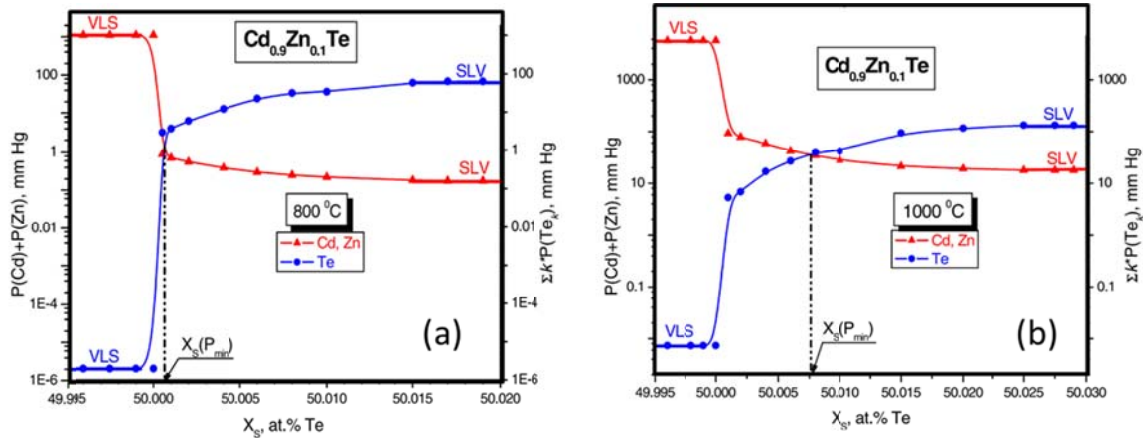 VLS
Cd0.9Zn0.1Te
SLV
SLV
800 0C
Cd, Zn
Te
VLS
XS(Pmin)
(a)
100
1
0.01
1E-4
1E-6
100
1
0.01
1E-4
1E-6
P(Cd)+P(Zn), mm Hg
Σk*P(Tek), mm Hg
49.995 50.000 50.005 50.010 50.015 50.020
XS, at.% Te
VLS
Cd0.9Zn0.1Te
SLV
SLV
1000 0C
Cd, Zn
Te
VLS
XS(Pmin)
(b)
1000
10
0.1
1000
10
0.1
P(Cd)+P(Zn), mm Hg
Σk*P(Tek), mm Hg
49.995 50.000 50.005 50.010 50.015 50.020 50.025 50.030
XS, at.% Te